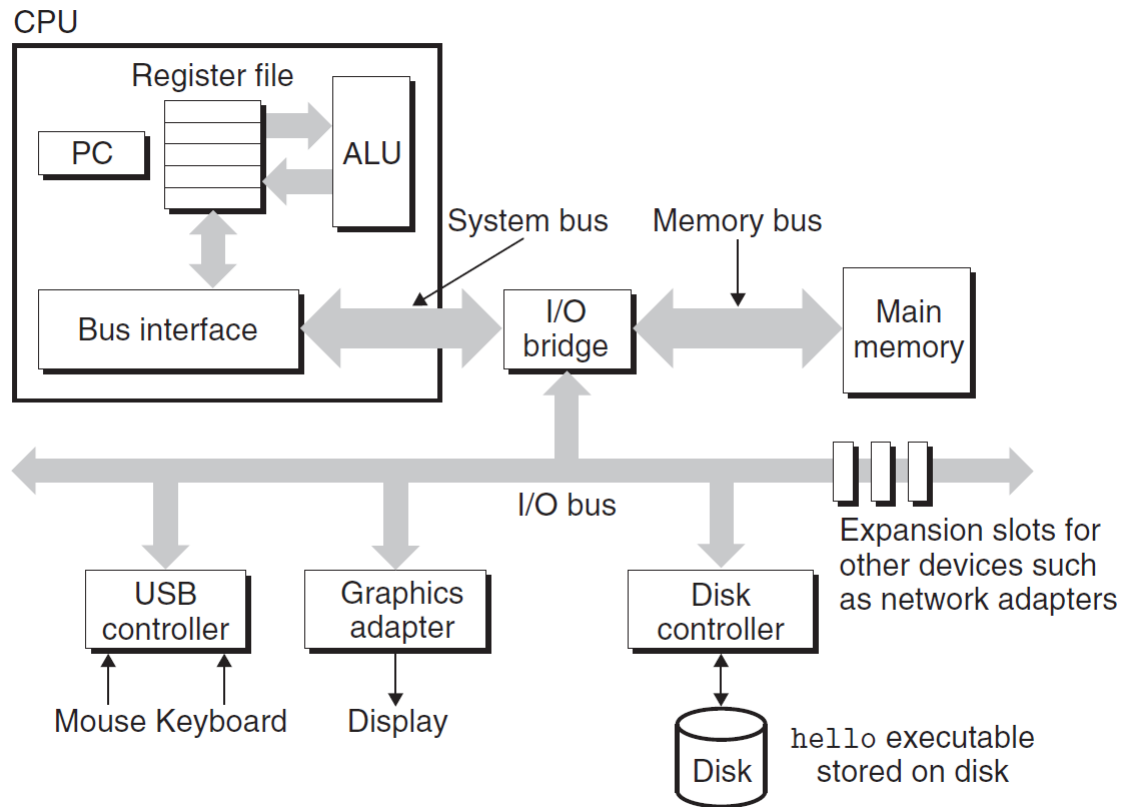 CPU
Register file
PC
ALU
System bus
Memory bus
Bus interface
I/O
bridge
Main
memory
I/O bus
Expansion slots for
other devices such
as network adapters
USB
controller
Graphics
adapter
Disk
controller
Mouse Keyboard
Display
Disk
hello executable
stored on disk